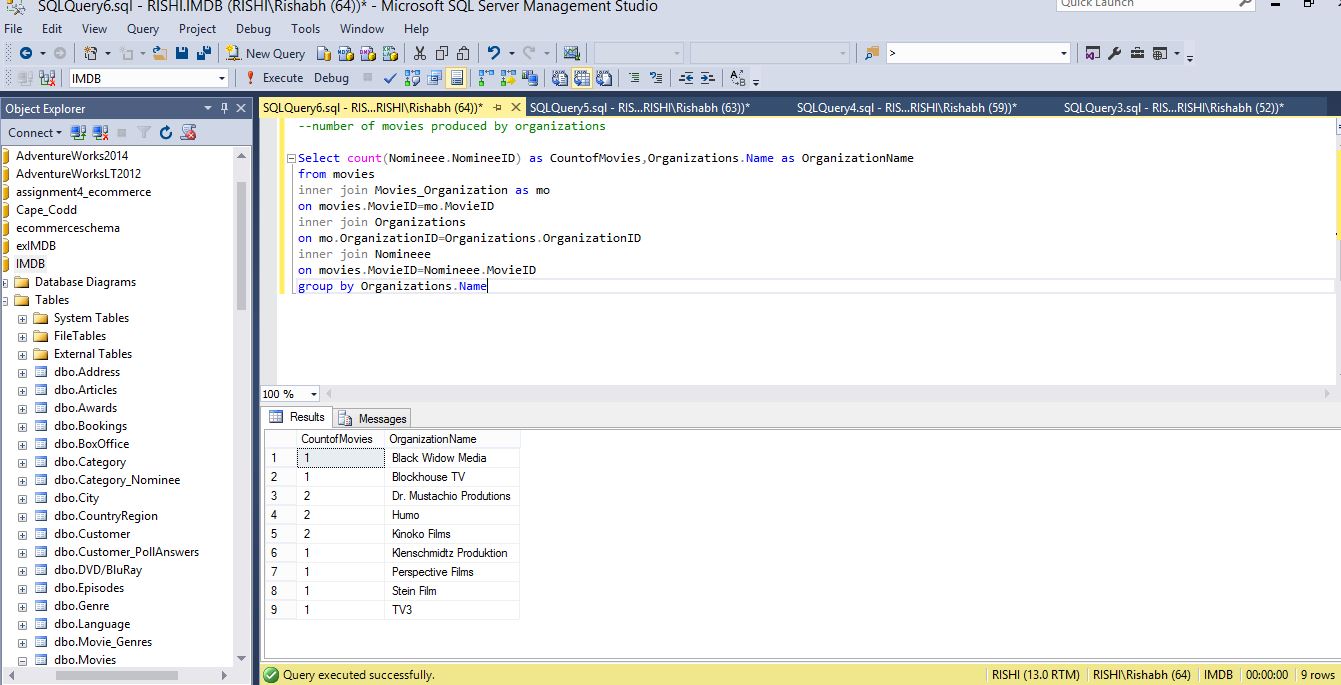 SQLQuery6.sql - RISHI.IMDB (RISHI\Rishabh (64))* - Microsoft SQL Server Management Studio
Quick Launch
File Edit View Query Project Debug Tools Window Help
New Query
>
IMDB
Execute Debug
Object Explorer
SQLQuery6.sql - RIS...RISHI\Rishabh (64))*
SQLQuery5.sql - RIS...RISHI\Rishabh (63))*
SQLQuery4.sql - RIS...RISHI\Rishabh (59))*
SQLQuery3.sql - RIS...RISHI\Rishabh (52))*
Connect
AdventureWorks2014
AdventureWorksLT2012
assignment4_ecommerce
Cape_Codd
ecommerceschema
exIMDB
IMDB
Database Diagrams
Tables
System Tables
FileTables
External Tables
dbo.Address
dbo.Articles
dbo.Awards
dbo.Bookings
dbo.BoxOffice
dbo.Category
dbo.Category_Nominee
dbo.City
dbo.CountryRegion
dbo.Customer
dbo.Customer_PollAnswers
dbo.DVD/BluRay
dbo.Episodes
dbo.Genre
dbo.Language
dbo.Movie_Genres
dbo.Movies
--number of movies produced by organizations
Select count(Nomineee.NomineeID) as CountofMovies,Organizations.Name as OrganizationName
from movies
inner join Movies_Organization as mo
on movies.MovieID=mo.MovieID
inner join Organizations
on mo.OrganizationID=Organizations.OrganizationID
inner join Nomineee
on movies.MovieID=Nomineee.MovieID
group by Organizations.Name
100 %
Results Messages
CountofMovies OrganizationName
1 1 Black Widow Media
2 1 Blockhouse TV
3 2 Dr. Mustachio Produtions
4 2 Humo
5 2 Kinoko Films
6 1 Klenschmidtz Produktion
7 1 Perspective Films
8 1 Stein Film
9 1 TV3
Query executed successfully.
RISHI (13.0 RTM) RISHI\Rishabh (64) IMDB 00:00:00 9 rows